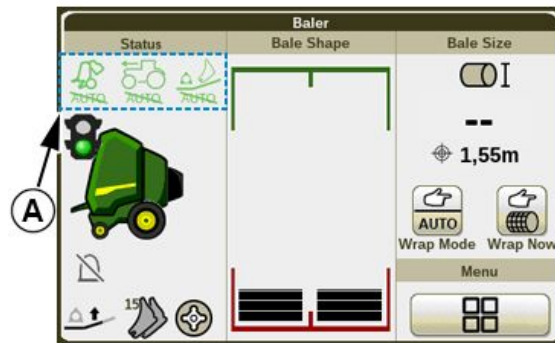 Baler
Status
Bale Shape
Bale Size
AUTO
AUTO
AUTO
A
--
1,55m
AUTO
Wrap Mode
Wrap Now
Menu
15